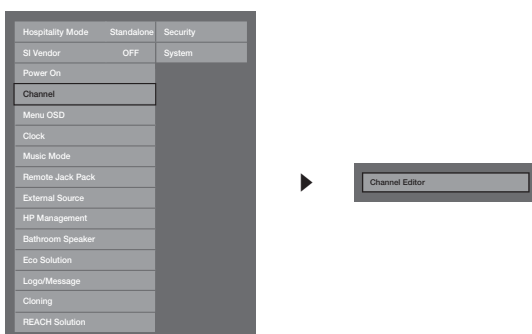 Hospitality Mode Standalone Security
SI Vendor OFF System
Power On
Channel
Menu OSD
Clock
Music Mode
Remote Jack Pack
External Source
HP Management
Bathroom Speaker
Eco Solution
Logo/Message
Cloning
REACH Solution
Channel Editor